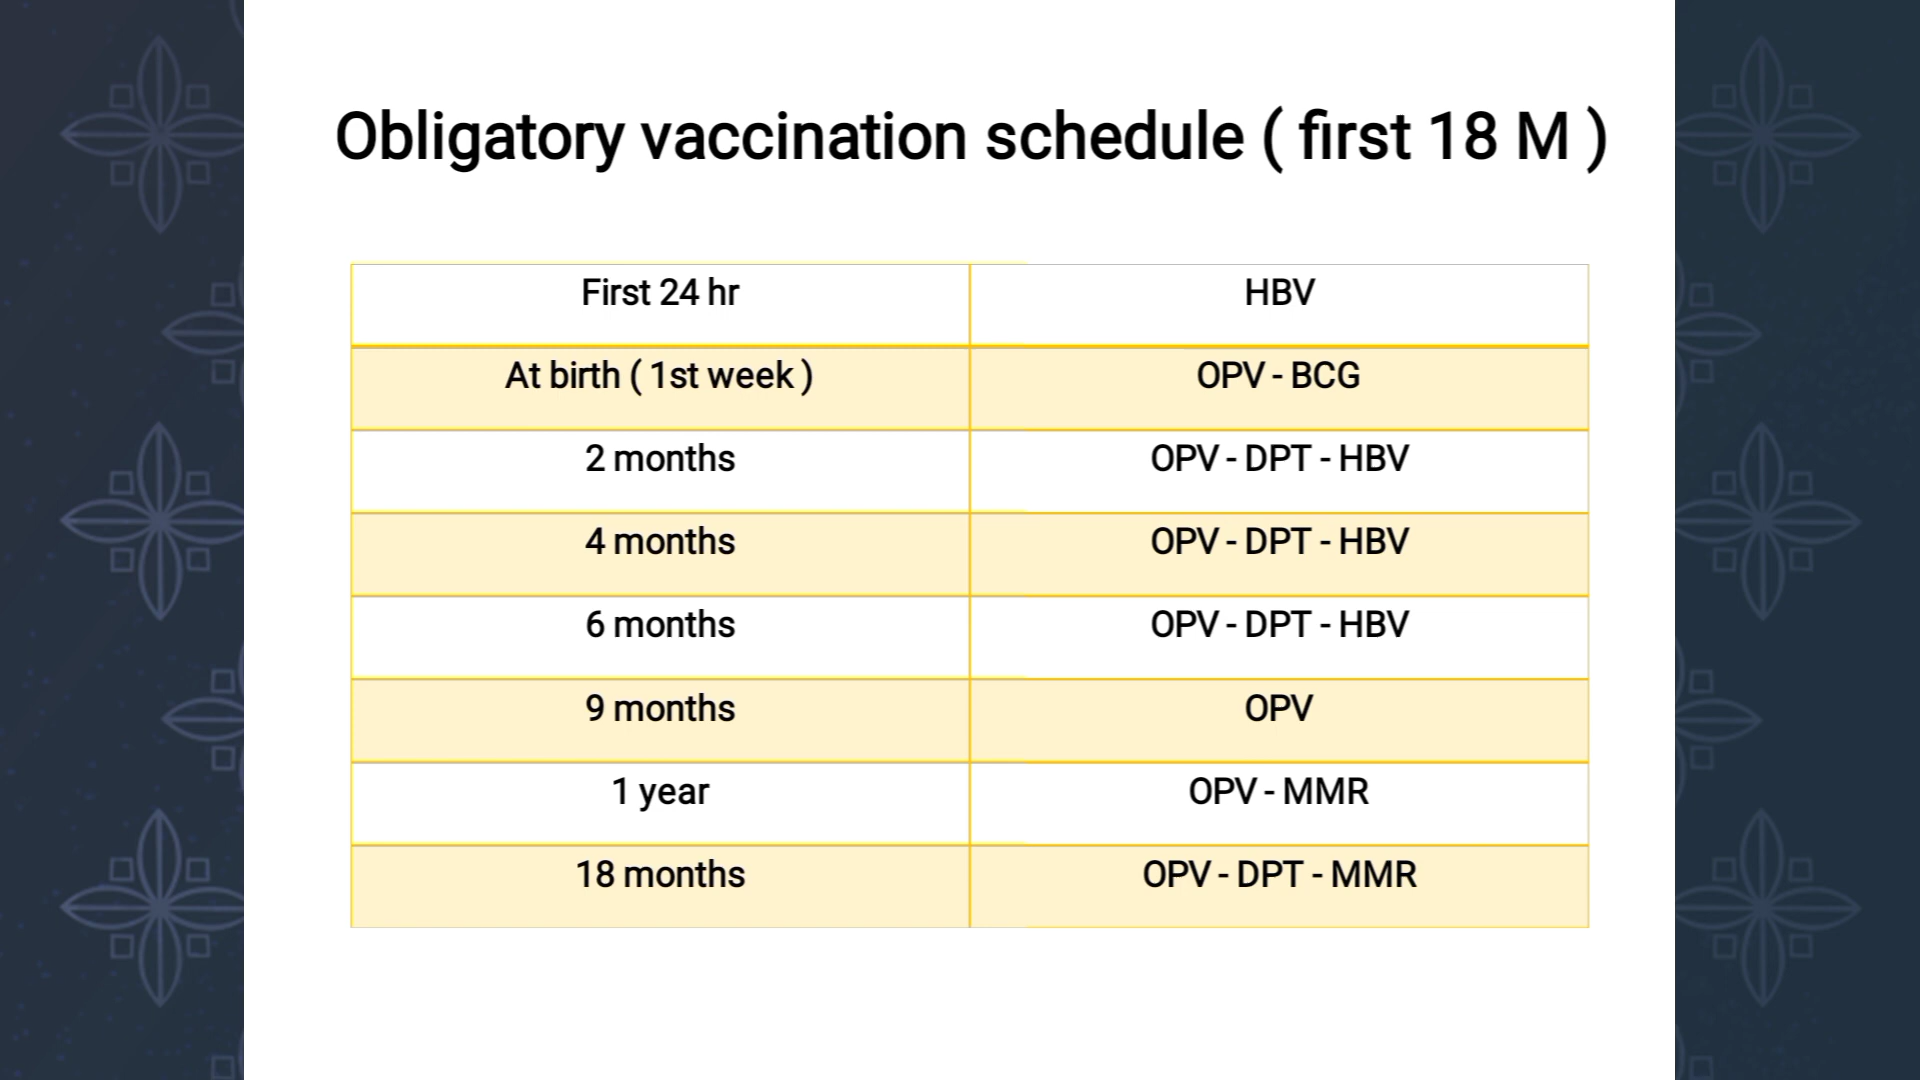 Obligatory vaccination schedule ( first 18 M )
First 24 hr HBV
At birth ( 1st week ) OPV - BCG
2 months OPV - DPT - HBV
4 months OPV - DPT - HBV
6 months OPV - DPT - HBV
9 months OPV
1 year OPV - MMR
18 months OPV - DPT - MMR